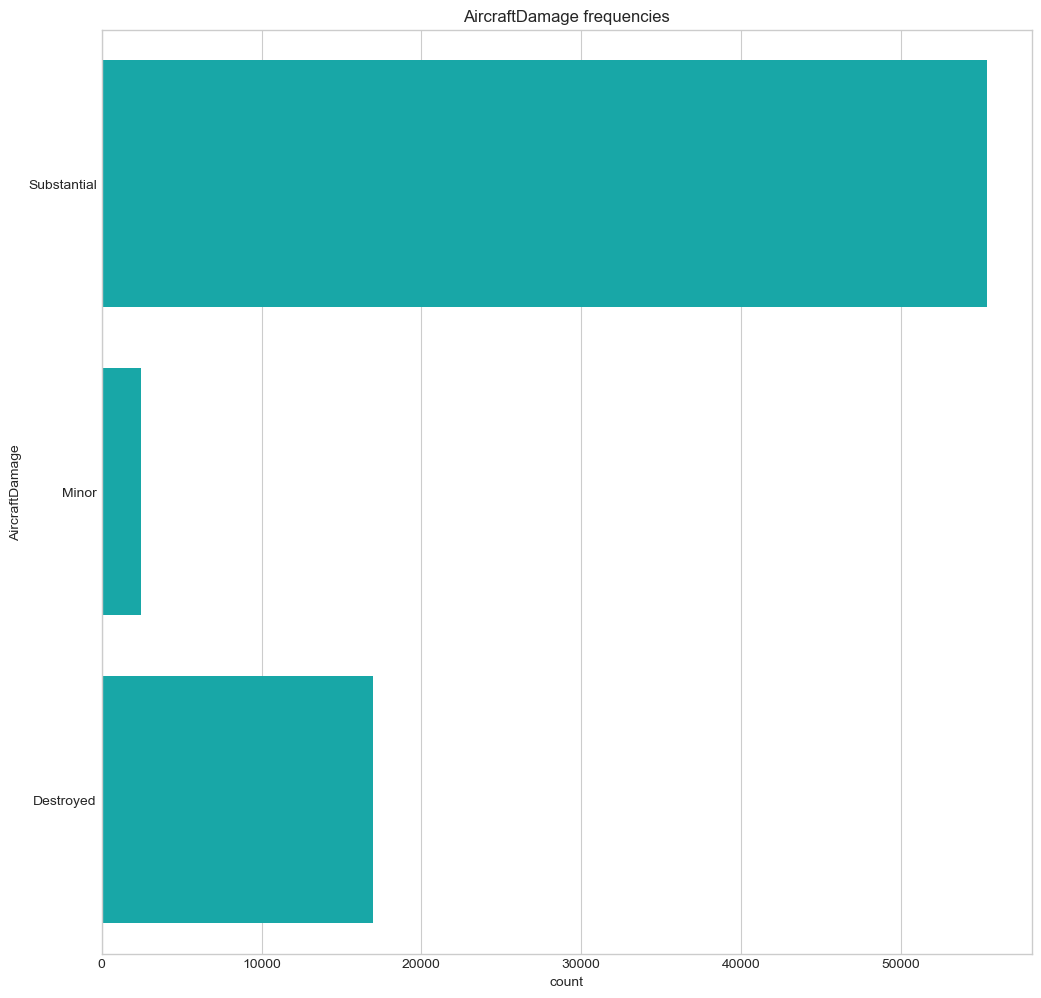 AircraftDamage frequencies
Substantial
Minor
Destroyed
AircraftDamage
0 10000 20000 30000 40000 50000
count